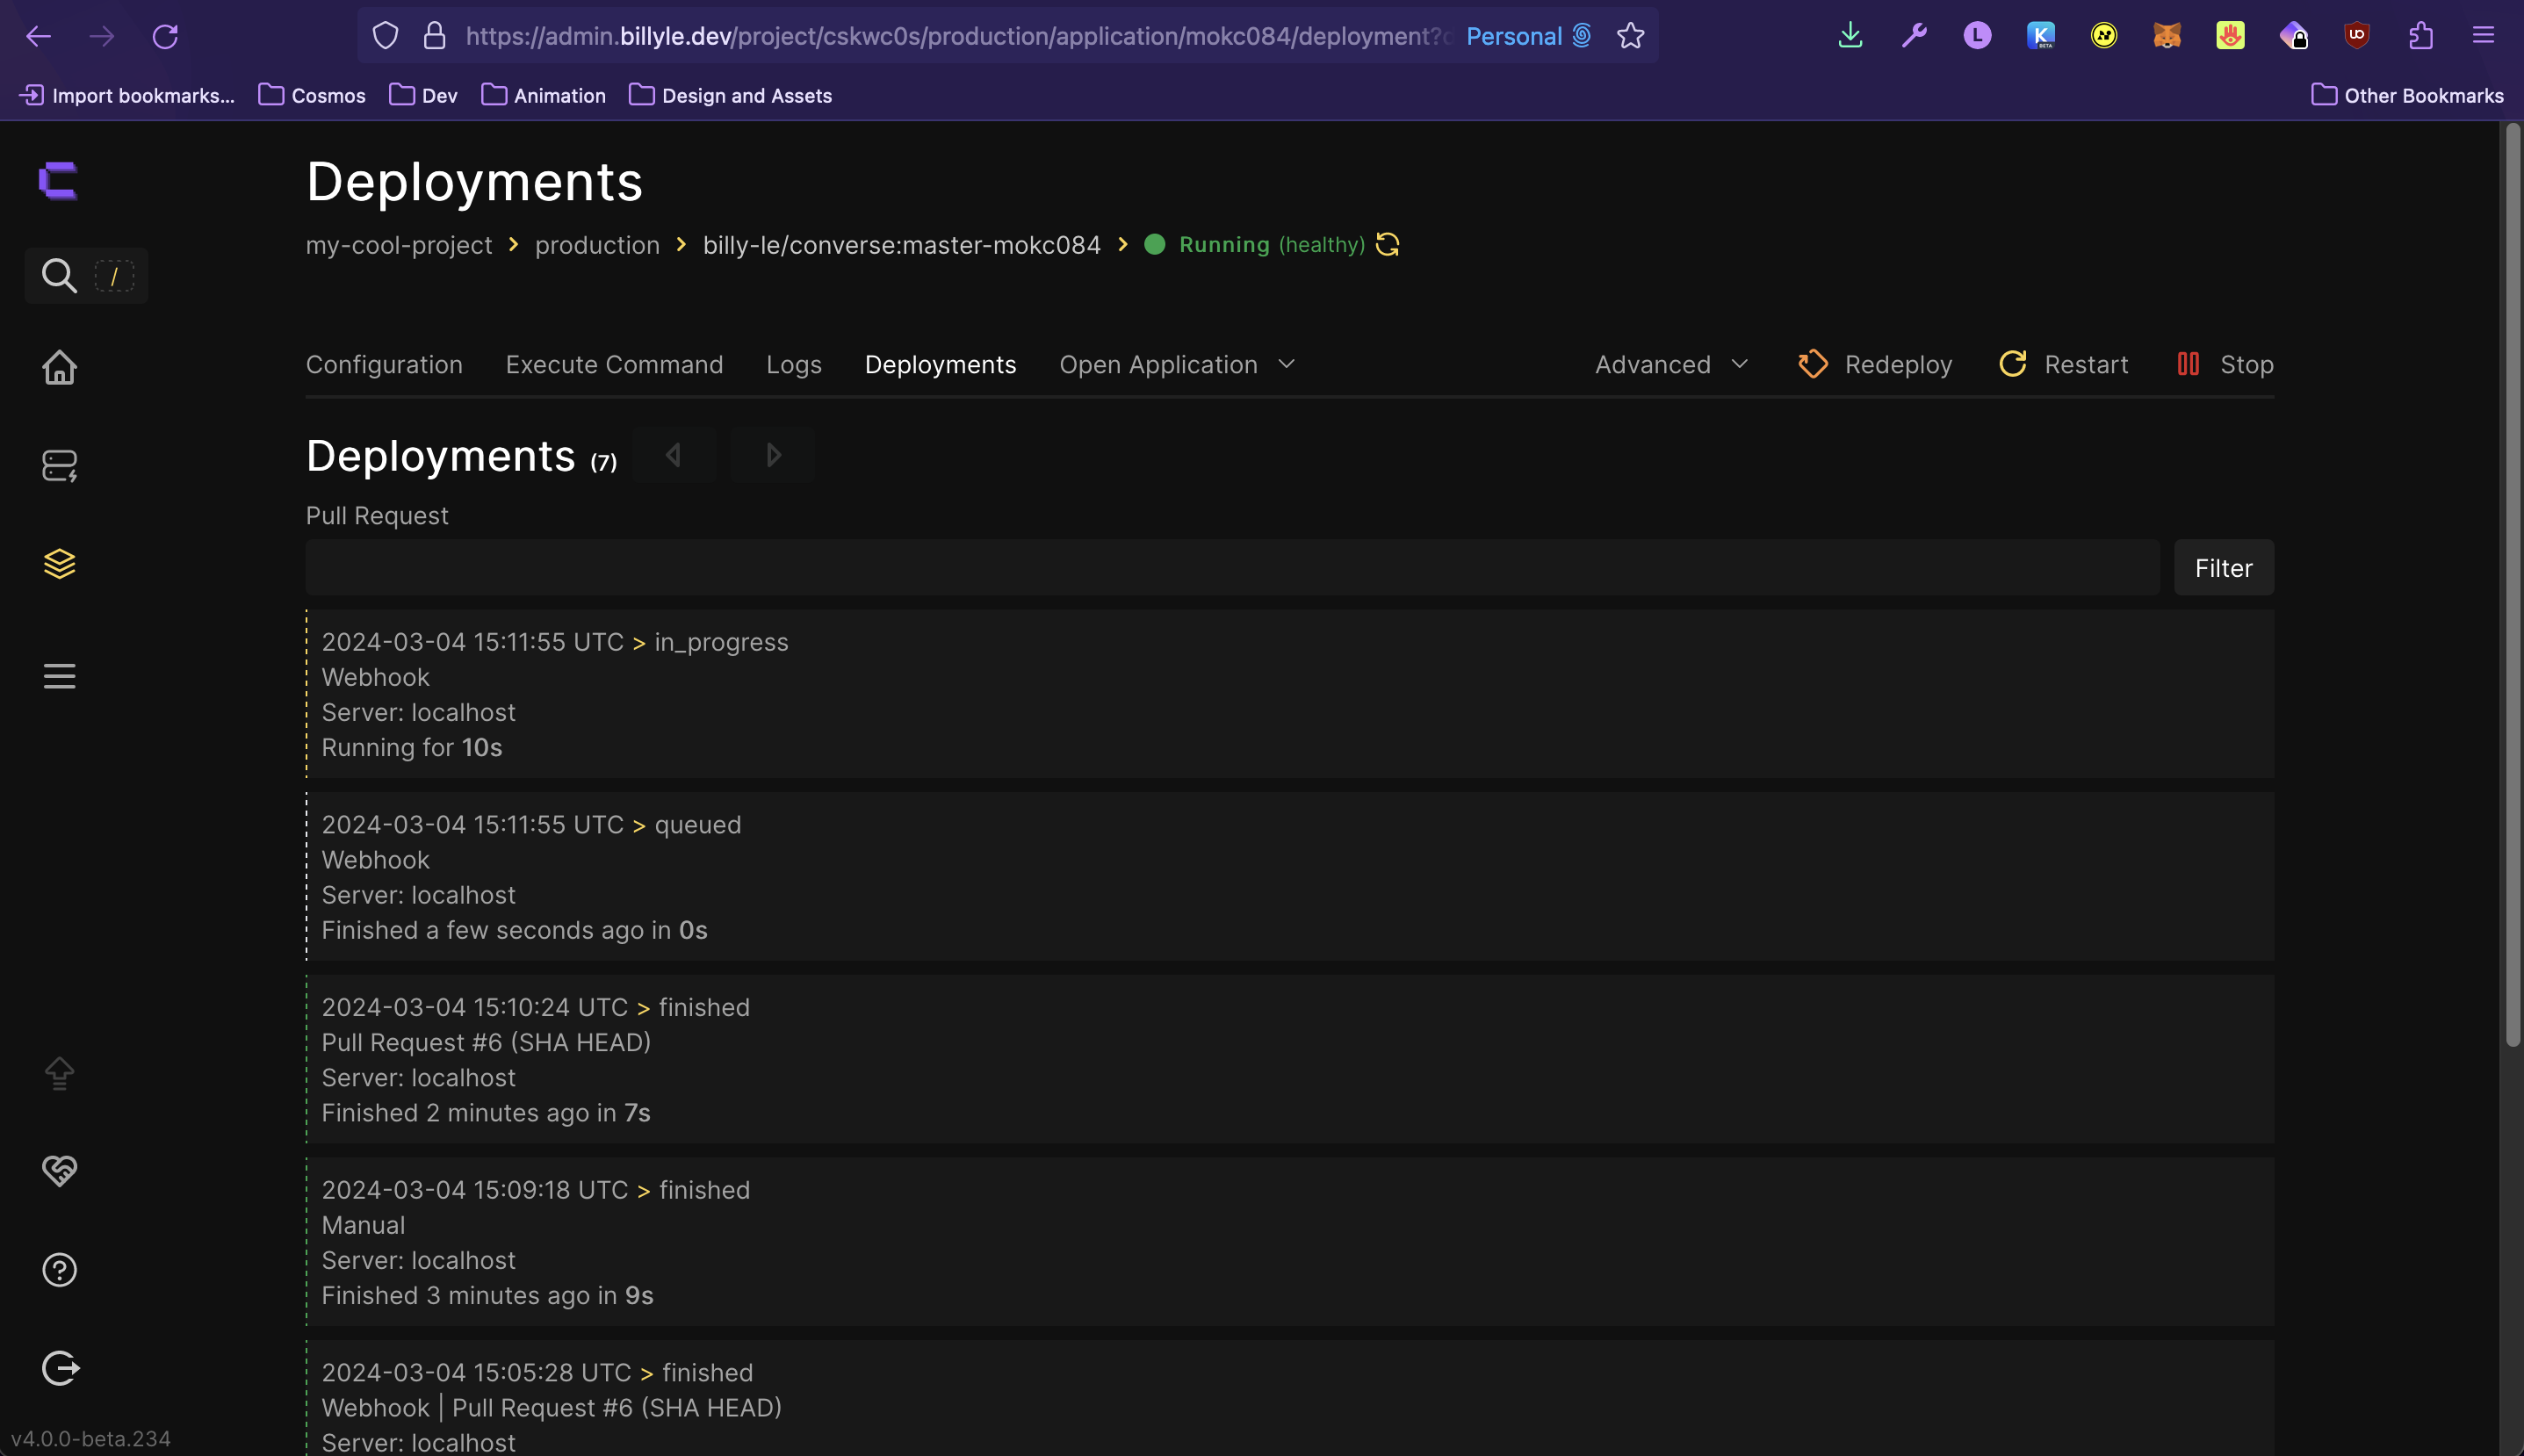 https://admin.billyle.dev/project/cskwc0s/production/application/mokc084/deployment? Personal
Import bookmarks... Cosmos Dev Animation Design and Assets Other Bookmarks
Deployments
/
my-cool-project > production > billy-le/converse:master-mokc084 > Running (healthy)
Configuration Execute Command Logs Deployments Open Application Advanced Redeploy Restart Stop
Deployments (7)
Pull Request
Filter
2024-03-04 15:11:55 UTC > in_progress
Webhook
Server: localhost
Running for 10s
2024-03-04 15:11:55 UTC > queued
Webhook
Server: localhost
Finished a few seconds ago in 0s
2024-03-04 15:10:24 UTC > finished
Pull Request #6 (SHA HEAD)
Server: localhost
Finished 2 minutes ago in 7s
2024-03-04 15:09:18 UTC > finished
Manual
Server: localhost
Finished 3 minutes ago in 9s
2024-03-04 15:05:28 UTC > finished
Webhook | Pull Request #6 (SHA HEAD)
Server: localhost
v4.0.0-beta.234